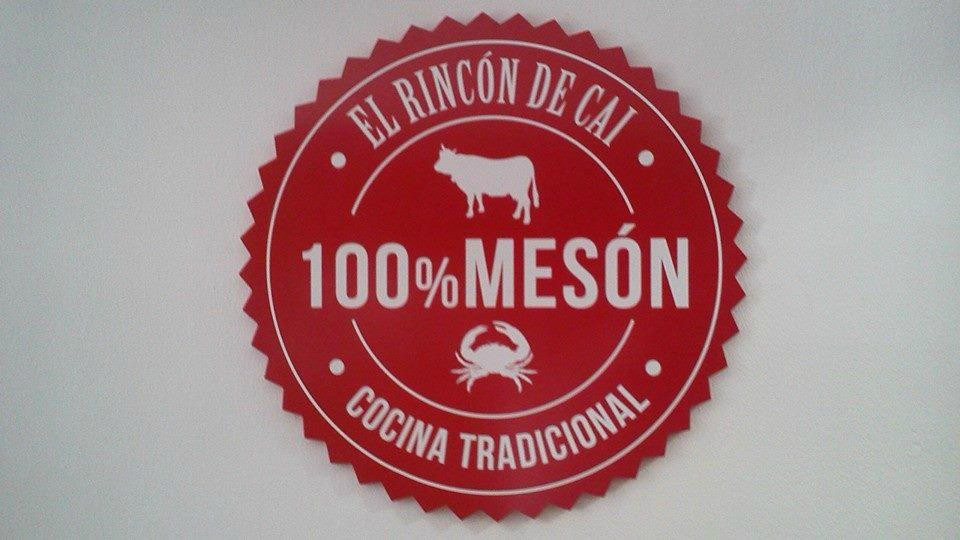 EL RINCÓN DE CAI
100% MESÓN
COCINA TRADICIONAL